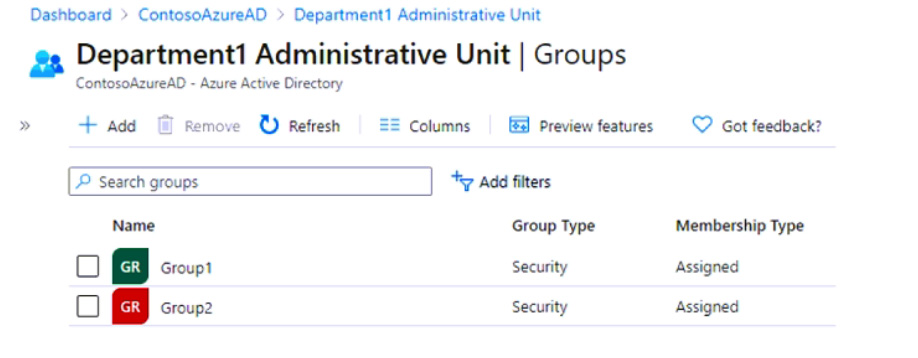 Dashboard > ContosoAzureAD > Department1 Administrative Unit
Department1 Administrative Unit | Groups
ContosoAzureAD - Azure Active Directory
» + Add Remove Refresh Columns Preview features Got feedback?
Search groups Add filters
Name Group Type Membership Type
GR Group1 Security Assigned
GR Group2 Security Assigned